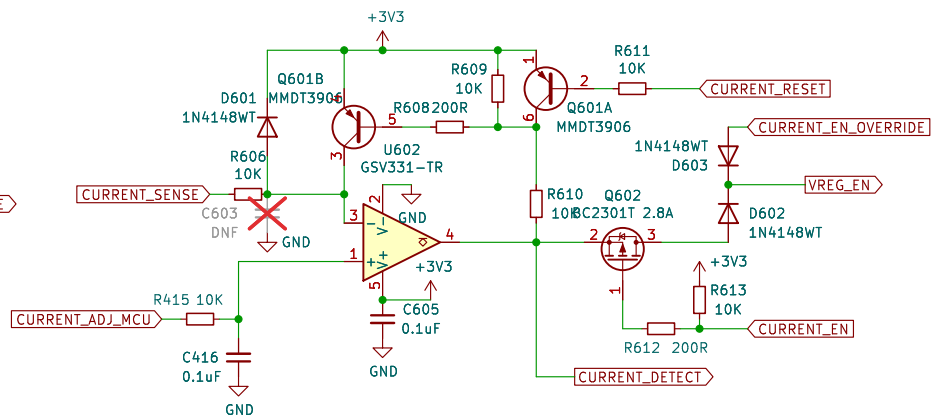 +3V3
R611
10K
Q601B
MMDT3906
4
1
R609
10K
2
CURRENT_RESET
D601
1N4148WT
R608
200R
5
Q601A
MMDT3906
6
CURRENT_EN_OVERRIDE
3
U602
GSV331-TR
1N4148WT
D603
R606
10K
CURRENT_SENSE
E
VREG_EN
C603
DNF
GND
2
GND
R610
10K
Q602
BC2301T 2.8A
D602
1N4148WT
3
-
V-
4
2
3
1
+
V+
5
+3V3
+3V3
1
R613
10K
C605
0.1uF
R415 10K
CURRENT_ADJ_MCU
CURRENT_EN
R612 200R
C416
0.1uF
GND
CURRENT_DETECT
GND